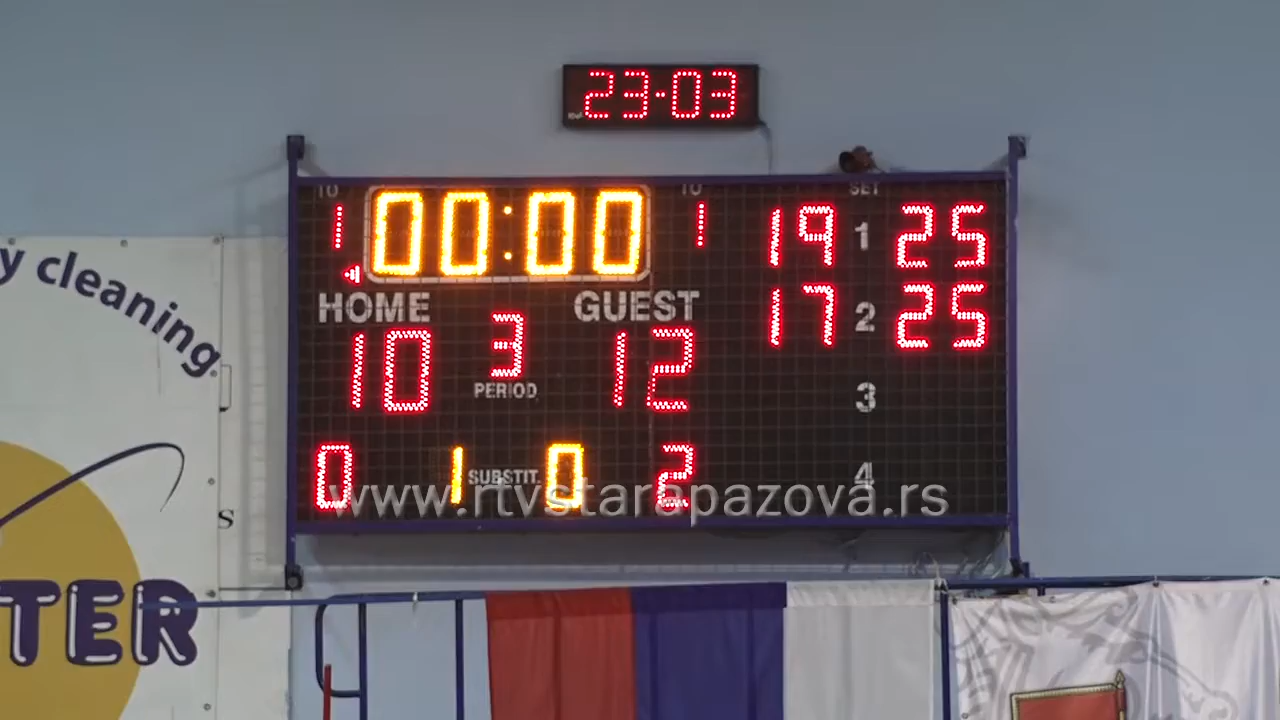 23-03
TO TO SET
1 00:00 1 19 1 25
HOME GUEST 17 2 25
10 3 12
PERIOD 3
0 1 SUBSTIT. 0 2 4
www.rtvstarapazova.rs
y cleaning
S
TER